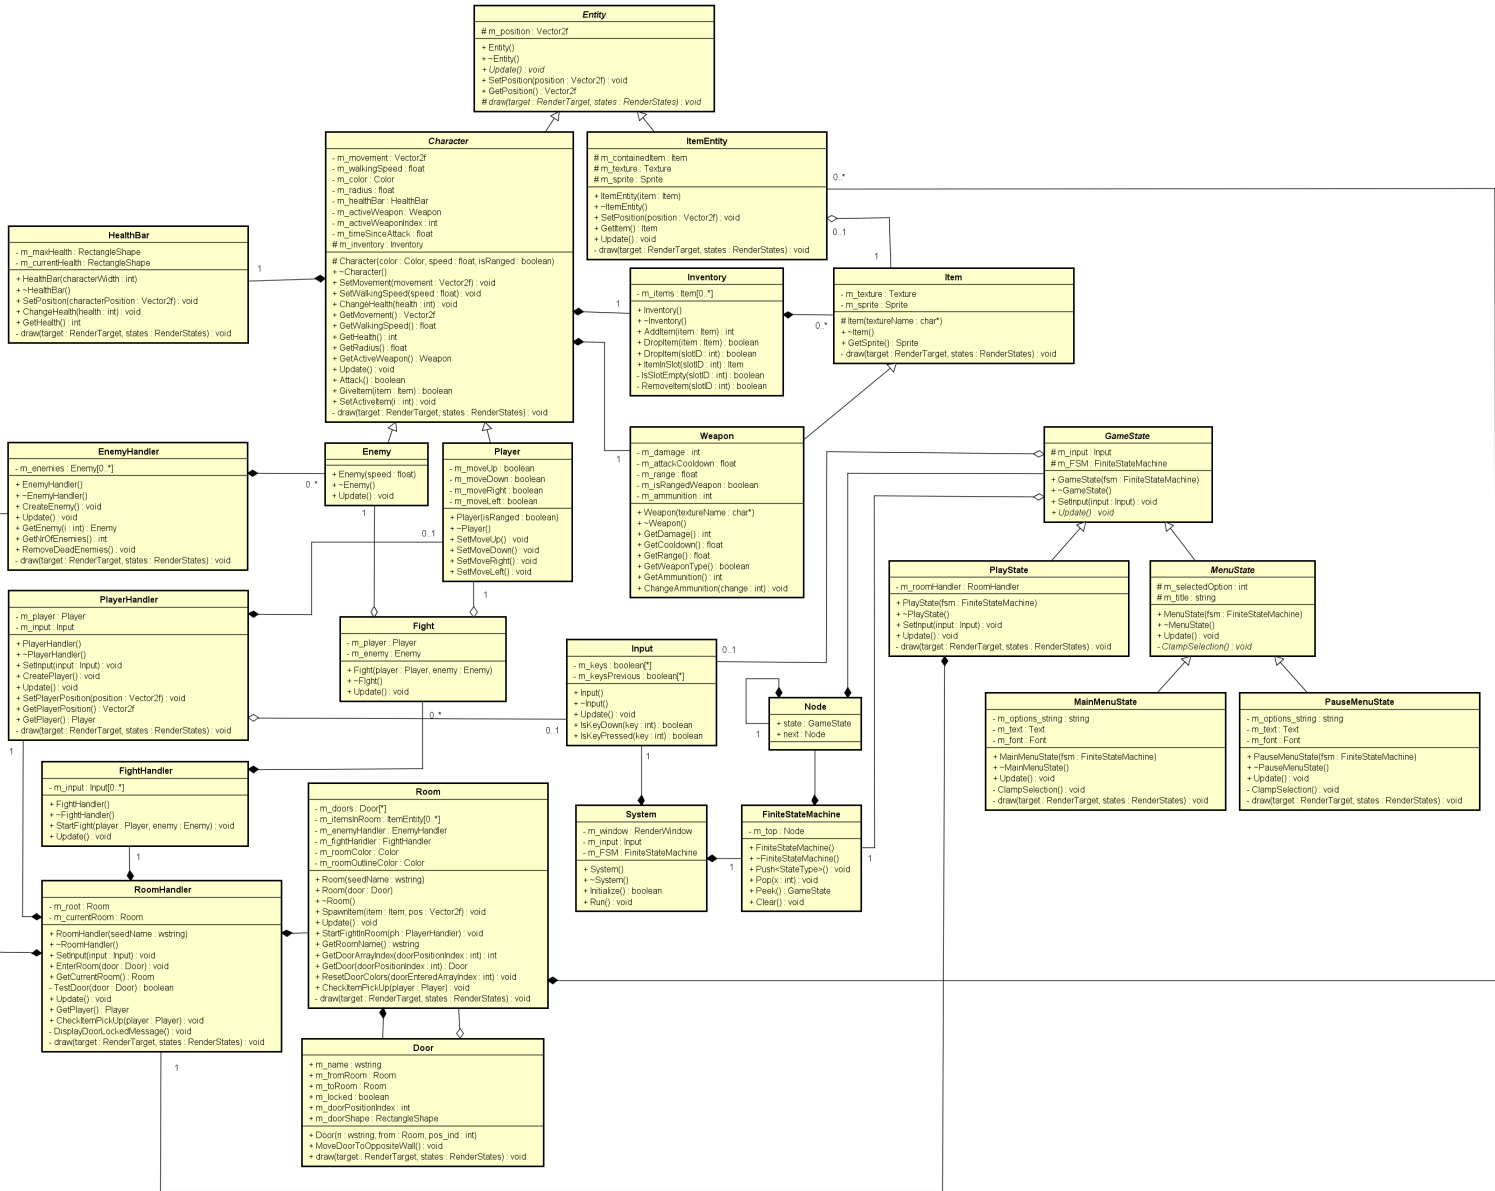 Entity
# m_position : Vector2f
+ Entity()
+ ~Entity()
+ Update() : void
+ SetPosition(position : Vector2f) : void
+ GetPosition() : Vector2f
# draw(target : RenderTarget, states : RenderStates) : void
Character
- m_movement : Vector2f
- m_walkingSpeed : float
- m_color : Color
- m_radius : float
- m_healthBar : HealthBar
- m_activeWeapon : Weapon
- m_activeWeaponIndex : int
- m_timeSinceAttack : float
# m_inventory : Inventory
# Character(color : Color, speed : float, isRanged : boolean)
+ ~Character()
+ SetMovement(movement : Vector2f) : void
+ SetWalkingSpeed(speed : float) : void
+ ChangeHealth(health : int) : void
+ GetMovement() : Vector2f
+ GetWalkingSpeed() : float
+ GetHealth() : int
+ GetRadius() : float
+ GetActiveWeapon() : Weapon
+ Update() : void
+ Attack() : boolean
+ GiveItem(item : Item) : boolean
+ SetActiveItem(i : int) : void
- draw(target : RenderTarget, states : RenderStates) : void
ItemEntity
# m_containedItem : Item
# m_texture : Texture
# m_sprite : Sprite
+ ItemEntity(item : Item)
+ ~ItemEntity()
+ SetPosition(position : Vector2f) : void
+ GetItem() : Item
+ Update() : void
- draw(target : RenderTarget, states : RenderStates) : void
0..*
0..1
1
HealthBar
- m_maxHealth : RectangleShape
- m_currentHealth : RectangleShape
+ HealthBar(characterWidth : int)
+ ~HealthBar()
+ SetPosition(characterPosition : Vector2f) : void
+ ChangeHealth(health : int) : void
+ GetHealth() : int
- draw(target : RenderTarget, states : RenderStates) : void
1
Inventory
- m_items : Item[0..*]
+ Inventory()
+ ~Inventory()
+ AddItem(item : Item) : int
+ DropItem(item : Item) : boolean
+ DropItem(slotID : int) : boolean
+ ItemInSlot(slotID : int) : Item
- IsSlotEmpty(slotID : int) : boolean
- RemoveItem(slotID : int) : boolean
1
0..*
Item
- m_texture : Texture
- m_sprite : Sprite
# Item(textureName : char*)
+ ~Item()
+ GetSprite() : Sprite
- draw(target : RenderTarget, states : RenderStates) : void
Weapon
- m_damage : int
- m_attackCooldown : float
- m_range : float
- m_isRangedWeapon : boolean
- m_ammunition : int
+ Weapon(textureName : char*)
+ ~Weapon()
+ GetDamage() : int
+ GetCooldown() : float
+ GetRange() : float
+ GetWeaponType() : boolean
+ GetAmmunition() : int
+ ChangeAmmunition(change : int) : void
1
EnemyHandler
- m_enemies : Enemy[0..*]
+ EnemyHandler()
+ ~EnemyHandler()
+ CreateEnemy() : void
+ Update() : void
+ GetEnemy(i : int) : Enemy
+ GetNrOfEnemies() : int
+ RemoveDeadEnemies() : void
- draw(target : RenderTarget, states : RenderStates) : void
0..*
Enemy
+ Enemy(speed : float)
+ ~Enemy()
+ Update() : void
1
Player
- m_moveUp : boolean
- m_moveDown : boolean
- m_moveRight : boolean
- m_moveLeft : boolean
+ Player(isRanged : boolean)
+ ~Player()
+ SetMoveUp() : void
+ SetMoveDown() : void
+ SetMoveRight() : void
+ SetMoveLeft() : void
0..1
1
GameState
# m_input : Input
# m_FSM : FiniteStateMachine
+ GameState(fsm : FiniteStateMachine)
+ ~GameState()
+ SetInput(input : Input) : void
+ Update() : void
PlayState
- m_roomHandler : RoomHandler
+ PlayState(fsm : FiniteStateMachine)
+ ~PlayState()
+ SetInput(input : Input) : void
+ Update() : void
- draw(target : RenderTarget, states : RenderStates) : void
MenuState
# m_selectedOption : int
# m_title : string
+ MenuState(fsm : FiniteStateMachine)
+ ~MenuState()
+ Update() : void
- ClampSelection() : void
PlayerHandler
- m_player : Player
- m_input : Input
+ PlayerHandler()
+ ~PlayerHandler()
+ SetInput(input : Input) : void
+ CreatePlayer() : void
+ Update() : void
+ SetPlayerPosition(position : Vector2f) : void
+ GetPlayerPosition() : Vector2f
+ GetPlayer() : Player
- draw(target : RenderTarget, states : RenderStates) : void
1
Fight
- m_player : Player
- m_enemy : Enemy
+ Fight(player : Player, enemy : Enemy)
+ ~Fight()
+ Update() : void
0..*
Input
- m_keys : boolean[*]
- m_keysPrevious : boolean[*]
+ Input()
+ ~Input()
+ Update() : void
+ IsKeyDown(key : int) : boolean
+ IsKeyPressed(key : int) : boolean
0..1
0..1
1
Node
+ state : GameState
+ next : Node
1
MainMenuState
- m_options_string : string
- m_text : Text
- m_font : Font
+ MainMenuState(fsm : FiniteStateMachine)
+ ~MainMenuState()
+ Update() : void
- ClampSelection() : void
- draw(target : RenderTarget, states : RenderStates) : void
PauseMenuState
- m_options_string : string
- m_text : Text
- m_font : Font
+ PauseMenuState(fsm : FiniteStateMachine)
+ ~PauseMenuState()
+ Update() : void
- ClampSelection() : void
- draw(target : RenderTarget, states : RenderStates) : void
FightHandler
- m_input : Input[0..*]
+ FightHandler()
+ ~FightHandler()
+ StartFight(player : Player, enemy : Enemy) : void
+ Update() : void
1
Room
- m_doors : Door[*]
- m_itemsInRoom : ItemEntity[0..*]
- m_enemyHandler : EnemyHandler
- m_fightHandler : FightHandler
- m_roomColor : Color
- m_roomOutlineColor : Color
+ Room(seedName : wstring)
+ Room(door : Door)
+ ~Room()
+ SpawnItem(item : Item, pos : Vector2f) : void
+ Update() : void
+ StartFightInRoom(ph : PlayerHandler) : void
+ GetRoomName() : wstring
+ GetDoorArrayIndex(doorPositionIndex : int) : int
+ GetDoor(doorPositionIndex : int) : Door
+ ResetDoorColors(doorEnteredArrayIndex : int) : void
+ CheckItemPickUp(player : Player) : void
- draw(target : RenderTarget, states : RenderStates) : void
System
- m_window : RenderWindow
- m_input : Input
- m_FSM : FiniteStateMachine
+ System()
+ ~System()
+ Initialize() : boolean
+ Run() : void
1
FiniteStateMachine
- m_top : Node
+ FiniteStateMachine()
+ ~FiniteStateMachine()
+ Push<StateType>() : void
+ Pop(x : int) : void
+ Peek() : GameState
+ Clear() : void
1
RoomHandler
- m_root : Room
- m_currentRoom : Room
+ RoomHandler(seedName : wstring)
+ ~RoomHandler()
+ SetInput(input : Input) : void
+ EnterRoom(door : Door) : void
+ GetCurrentRoom() : Room
- TestDoor(door : Door) : boolean
+ Update() : void
+ GetPlayer() : Player
+ CheckItemPickUp(player : Player) : void
- DisplayDoorLockedMessage() : void
- draw(target : RenderTarget, states : RenderStates) : void
1
Door
+ m_name : wstring
+ m_fromRoom : Room
+ m_toRoom : Room
+ m_locked : boolean
+ m_doorPositionIndex : int
+ m_doorShape : RectangleShape
+ Door(n : wstring, from : Room, pos_ind : int)
+ MoveDoorToOppositeWall() : void
+ draw(target : RenderTarget, states : RenderStates) : void